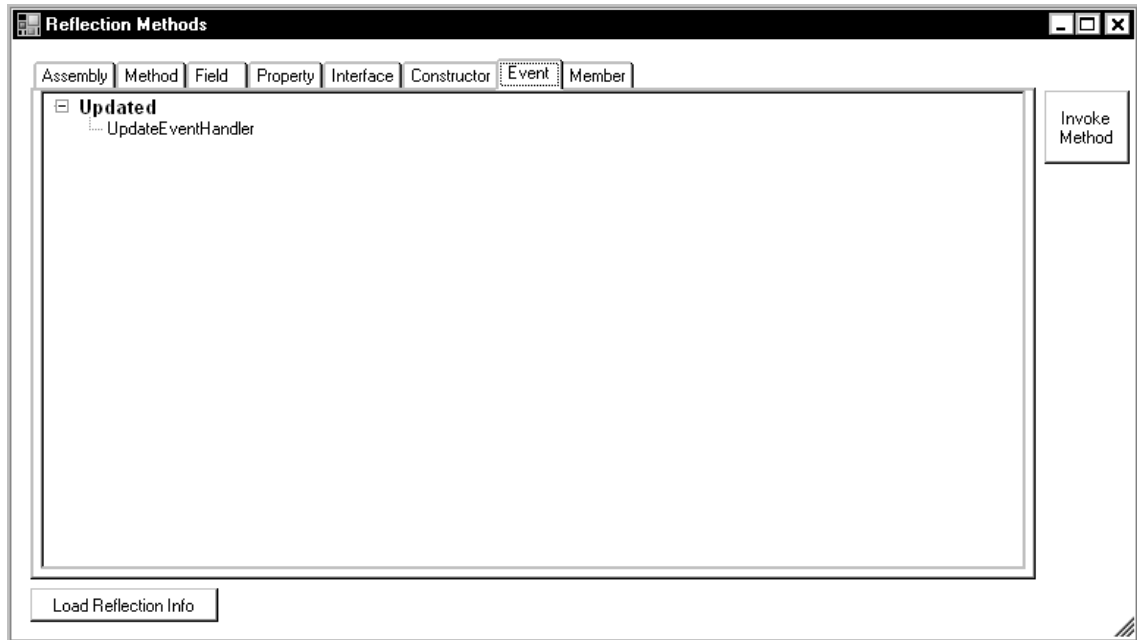 Reflection Methods
Assembly Method Field Property Interface Constructor Event Member
Updated
UpdateEventHandler
Invoke
Method
Load Reflection Info